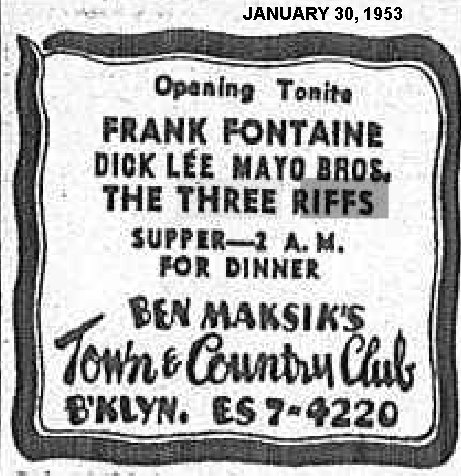 JANUARY 30, 1953
Opening Tonite
FRANK FONTAINE
DICK LEE MAYO BROS.
THE THREE RIFFS
SUPPER—2 A.M.
FOR DINNER
BEN MAKSIK'S
Town & Country Club
B'KLYN. ES 7-4220